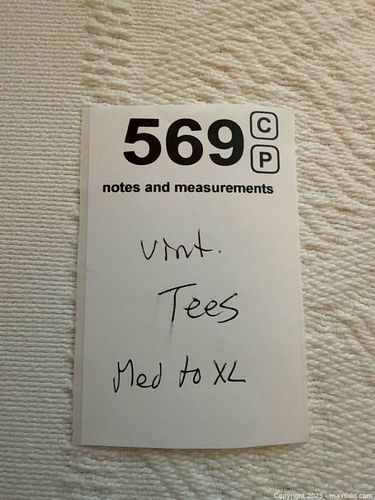 569 C
P
notes and measurements
vint.
Tees
Med to XL
Copyright 2025 - maxsold.com